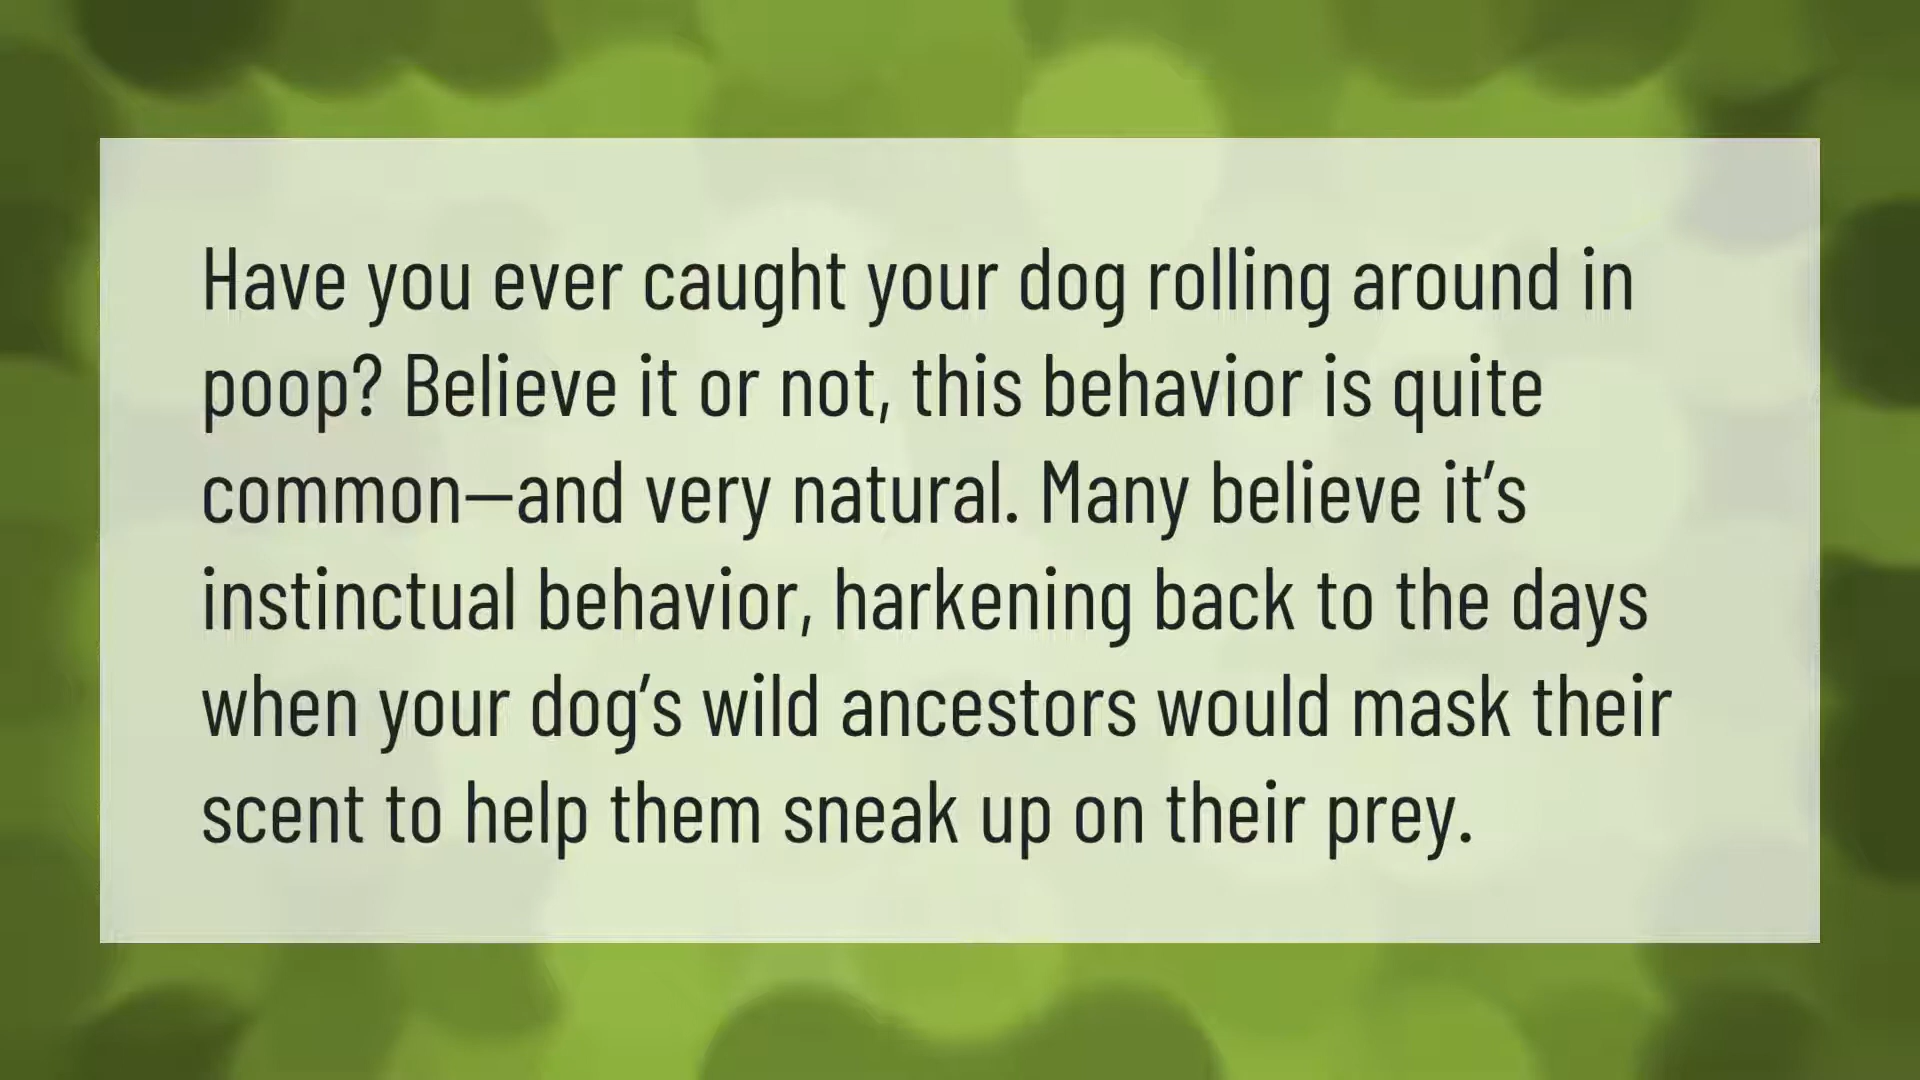 Have you ever caught your dog rolling around in
poop? Believe it or not, this behavior is quite
common—and very natural. Many believe it’s
instinctual behavior, harkening back to the days
when your dog’s wild ancestors would mask their
scent to help them sneak up on their prey.